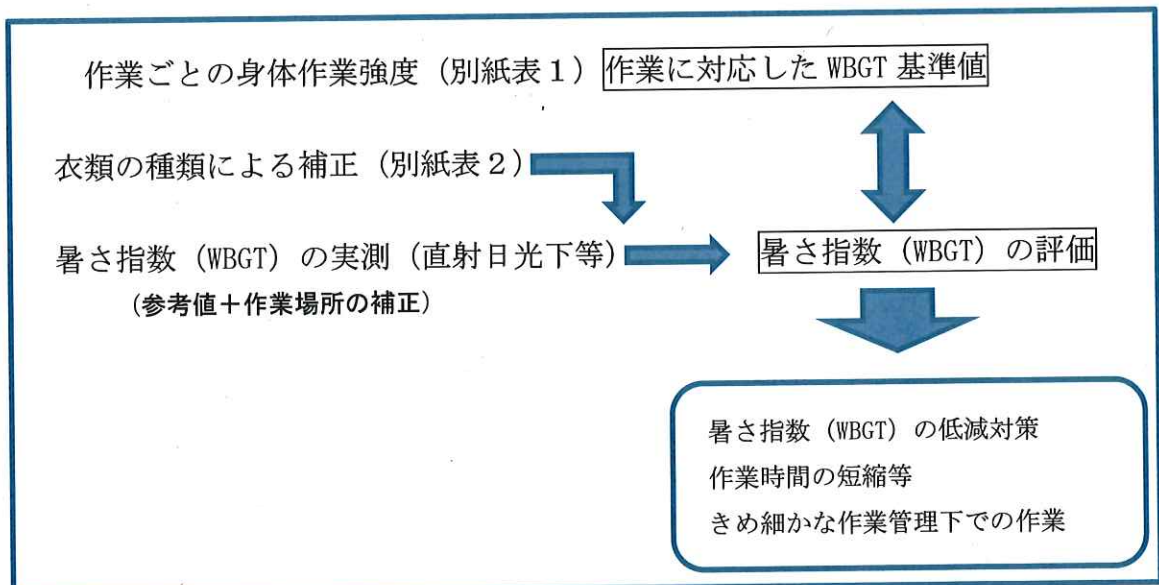 作業ごとの身体作業強度（別紙表１）作業に対応した WBGT 基準値
衣類の種類による補正（別紙表２）
暑さ指数（WBGT）の実測（直射日光下等）
暑さ指数（WBGT）の評価
（参考値＋作業場所の補正）
暑さ指数（WBGT）の低減対策
作業時間の短縮等
きめ細かな作業管理下での作業